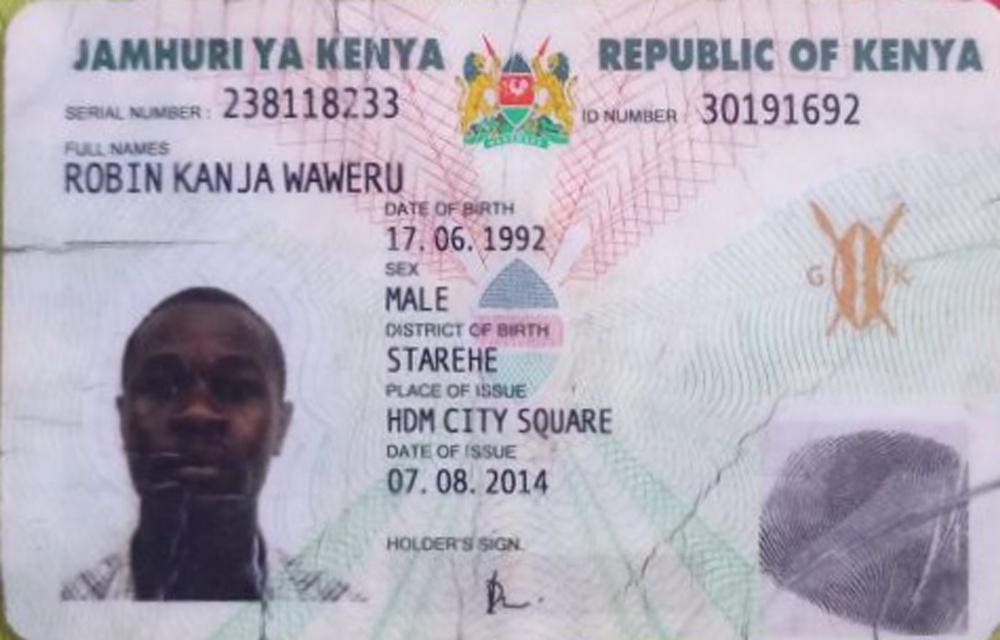 JAMHURI YA KENYA REPUBLIC OF KENYA
SERIAL NUMBER : 238118233 ID NUMBER : 30191692
FULL NAMES
ROBIN KANJA WAWERU
DATE OF BIRTH
17. 06. 1992
SEX
MALE
G K
DISTRICT OF BIRTH
STAREHE
PLACE OF ISSUE
HDM CITY SQUARE
DATE OF ISSUE
07. 08. 2014
HOLDER'S SIGN.